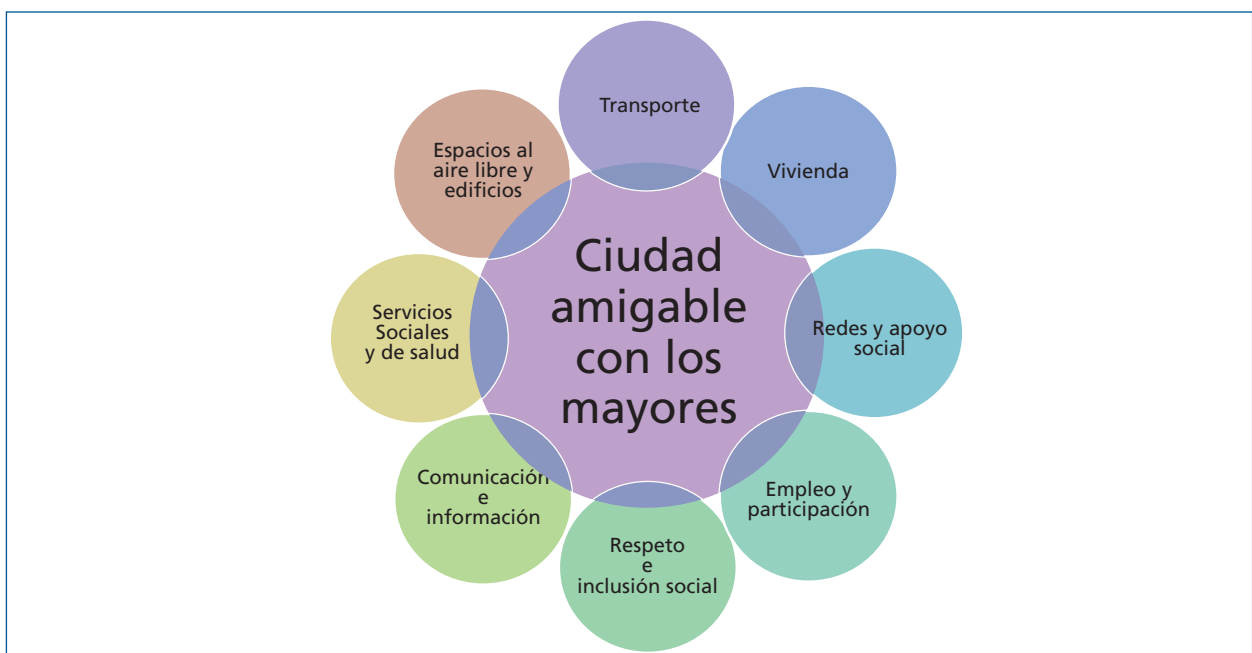 Transporte
Vivienda
Redes y apoyo
social
Empleo y
participación
Respeto
e
inclusión social
Comunicación
e
información
Servicios
Sociales
y de salud
Espacios al
aire libre y
edificios
Ciudad
amigable
con los
mayores